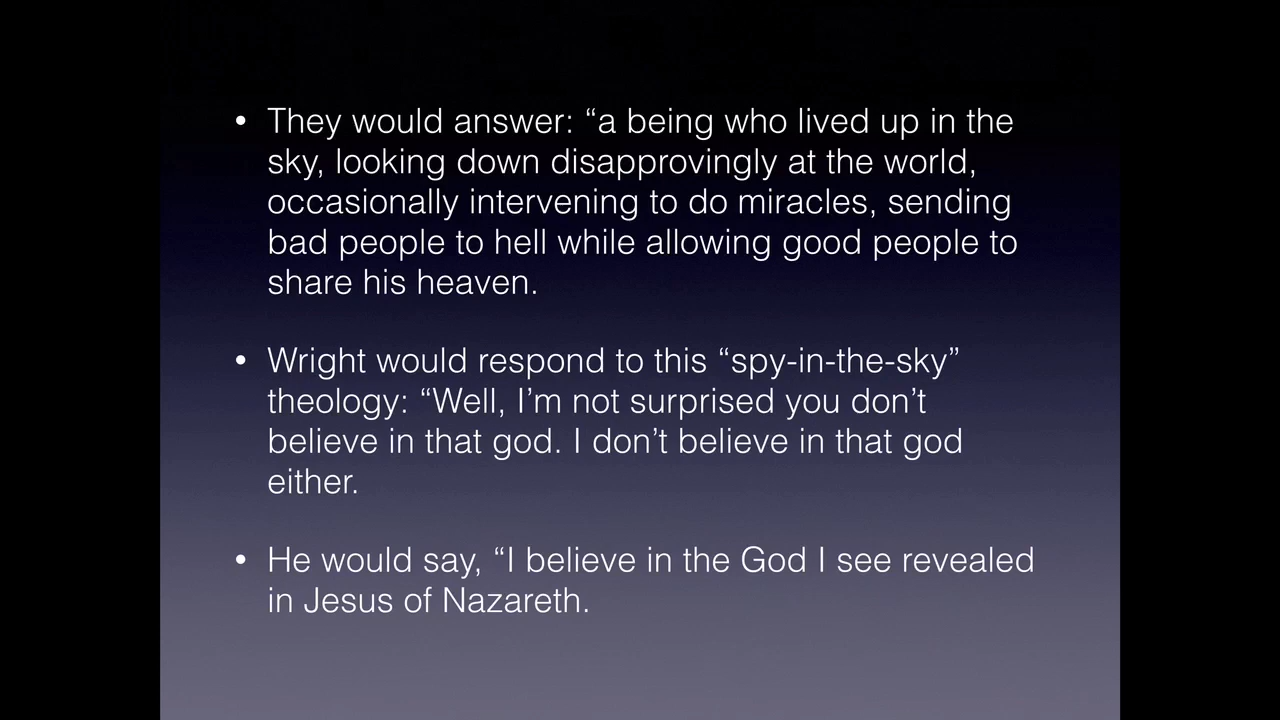 • They would answer: “a being who lived up in the
sky, looking down disapprovingly at the world,
occasionally intervening to do miracles, sending
bad people to hell while allowing good people to
share his heaven.
• Wright would respond to this “spy-in-the-sky”
theology: “Well, I’m not surprised you don’t
believe in that god. I don’t believe in that god
either.
• He would say, “I believe in the God I see revealed
in Jesus of Nazareth.